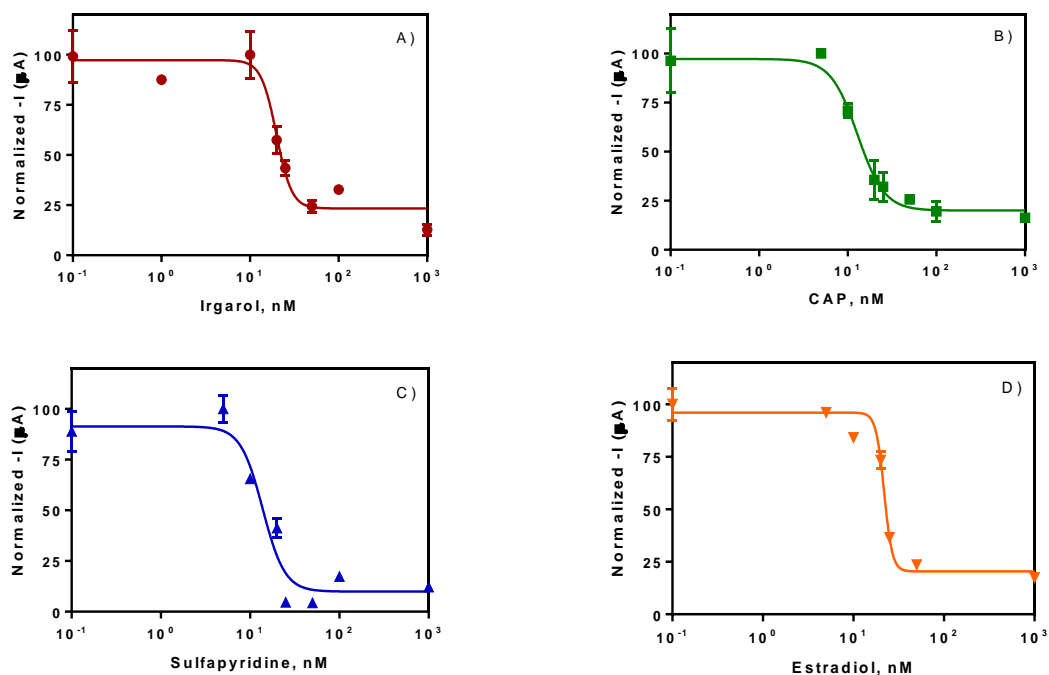 A)
Normalized -I (μA)
100
75
50
25
0
10⁻¹ 10⁰ 10¹ 10² 10³
Irgarol, nM
B)
Normalized -I (μA)
100
75
50
25
0
10⁻¹ 10⁰ 10¹ 10² 10³
CAP, nM
C)
Normalized -I (μA)
100
75
50
25
0
10⁻¹ 10⁰ 10¹ 10² 10³
Sulfapyridine, nM
D)
Normalized -I (μA)
100
75
50
25
0
10⁻¹ 10⁰ 10¹ 10² 10³
Estradiol, nM